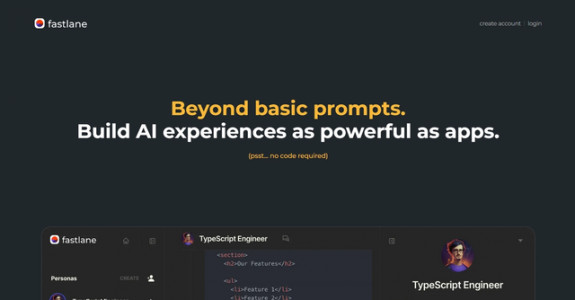 fastlane
create account
login
Beyond basic prompts.
Build AI experiences as powerful as apps.
(psst... no code required)
fastlane
TypeScript Engineer
<section>
<h2>Our Features</h2>
<ul>
<li>Feature 1</li>
<li>Feature 2</li>
Personas
create
TypeScript Engineer